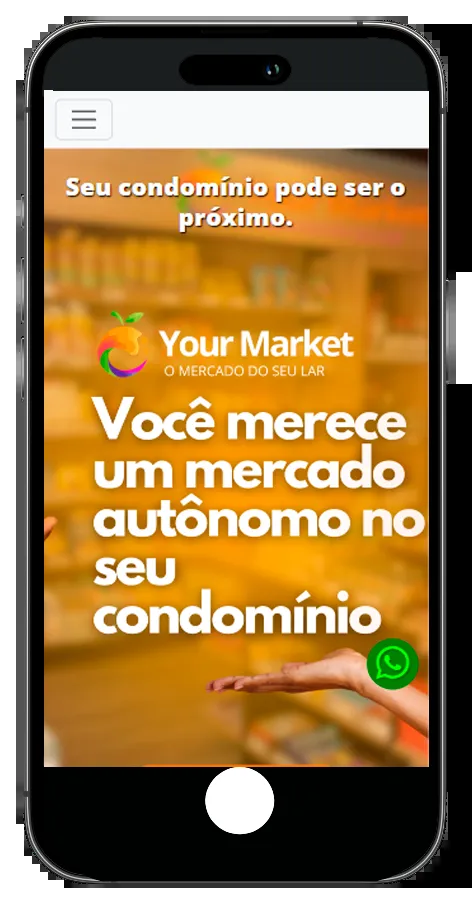 Seu condomínio pode ser o
próximo.
Your Market
O MERCADO DO SEU LAR
Você merece
um mercado
autônomo no
seu
condomínio